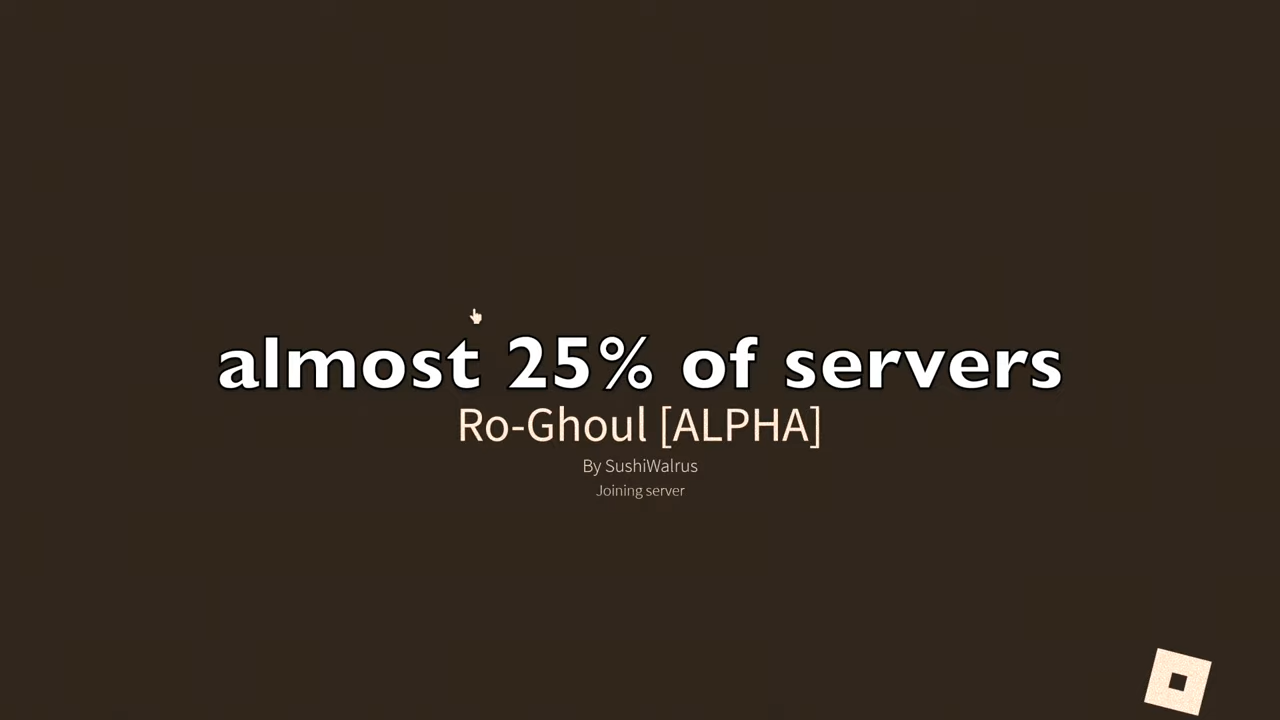 almost 25% of servers
Ro-Ghoul [ALPHA]
By SushiWalrus
Joining server